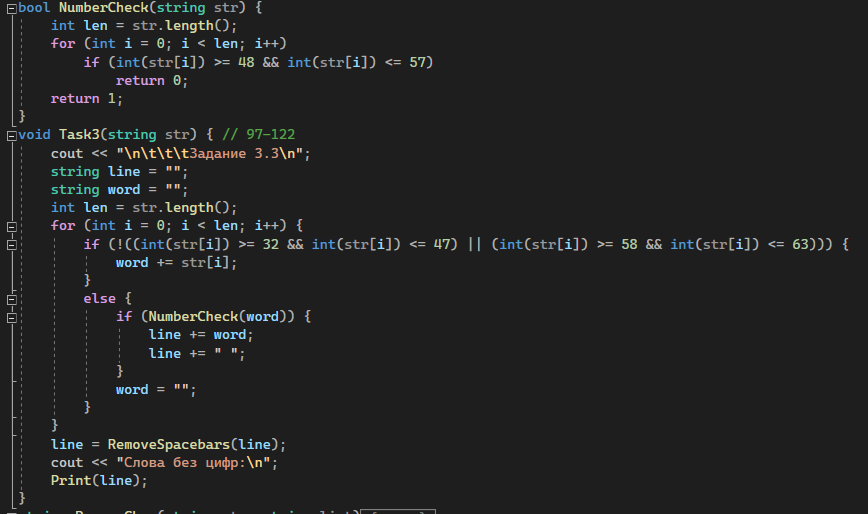 bool NumberCheck(string str) {
    int len = str.length();
    for (int i = 0; i < len; i++)
        if (int(str[i]) >= 48 && int(str[i]) <= 57)
            return 0;
    return 1;
}
void Task3(string str) { // 97-122
    cout << "\n\t\t\tЗадание 3.3\n";
    string line = "";
    string word = "";
    int len = str.length();
    for (int i = 0; i < len; i++) {
        if (!((int(str[i]) >= 32 && int(str[i]) <= 47) || (int(str[i]) >= 58 && int(str[i]) <= 63))) {
            word += str[i];
        }
        else {
            if (NumberCheck(word)) {
                line += word;
                line += " ";
            }
            word = "";
        }
    }
    line = RemoveSpacebars(line);
    cout << "Слова без цифр:\n";
    Print(line);
}